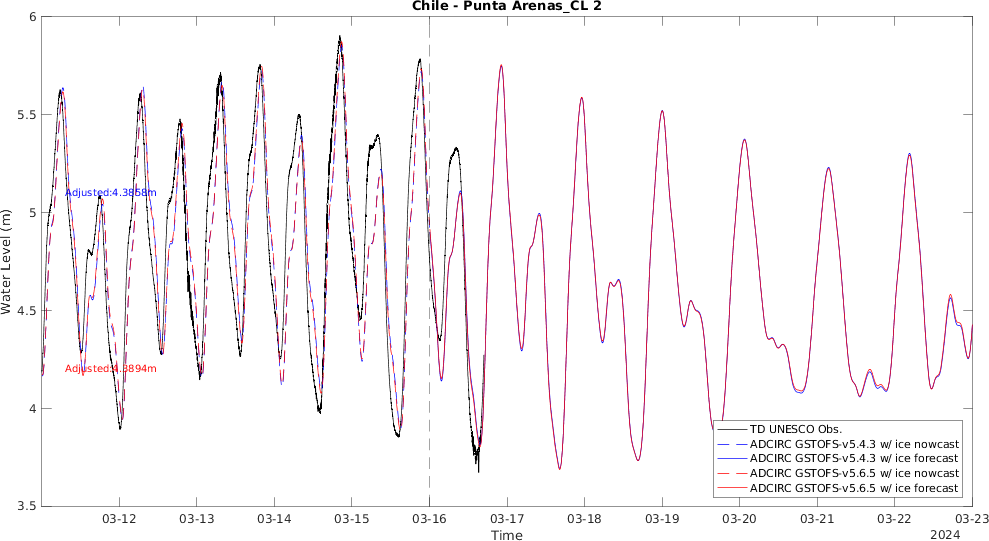 Chile - Punta Arenas_CL 2
6
5.5
5
4.5
4
3.5
Water Level (m)
Adjusted:4.3858m
Adjusted:4.3894m
TD UNESCO Obs.
ADCIRC GSTOFS-v5.4.3 w/ ice nowcast
ADCIRC GSTOFS-v5.4.3 w/ ice forecast
ADCIRC GSTOFS-v5.6.5 w/ ice nowcast
ADCIRC GSTOFS-v5.6.5 w/ ice forecast
03-12 03-13 03-14 03-15 03-16 03-17 03-18 03-19 03-20 03-21 03-22 03-23
Time
2024